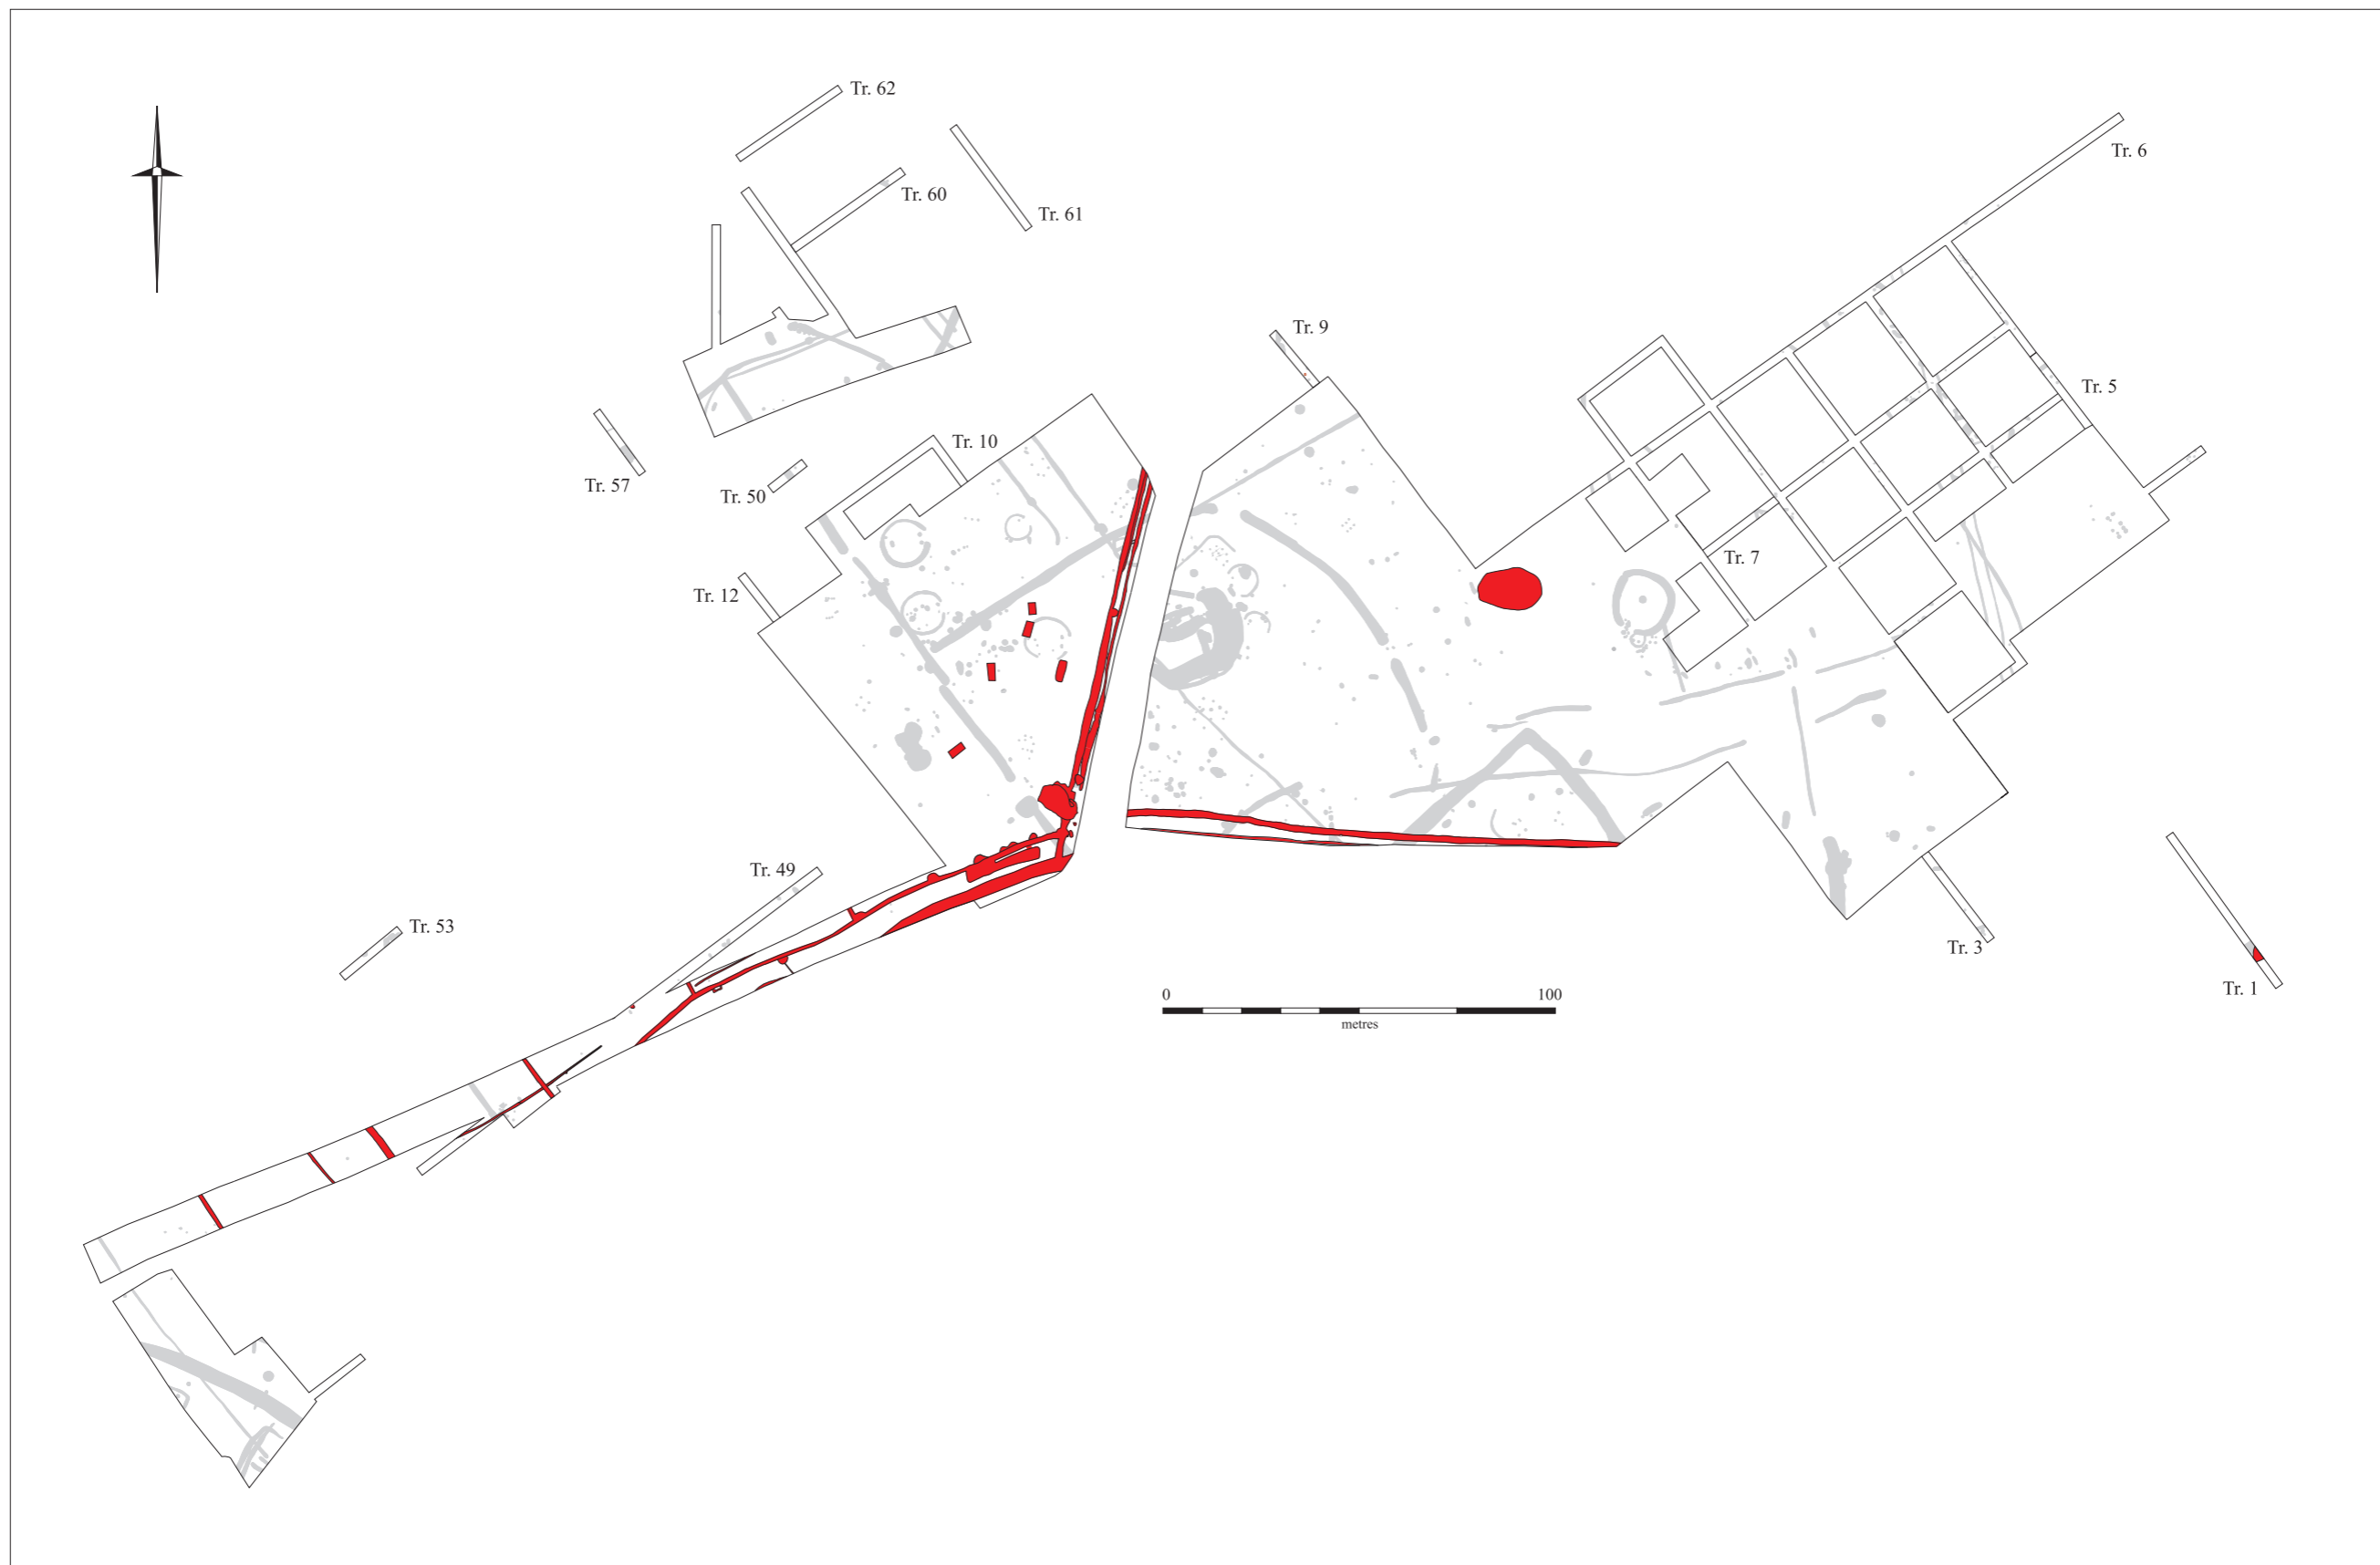 Tr. 62
Tr. 6
Tr. 60
Tr. 61
Tr. 9
Tr. 5
Tr. 10
Tr. 57
Tr. 50
Tr. 7
Tr. 12
Tr. 49
Tr. 53
Tr. 3
Tr. 1
0 100
metres